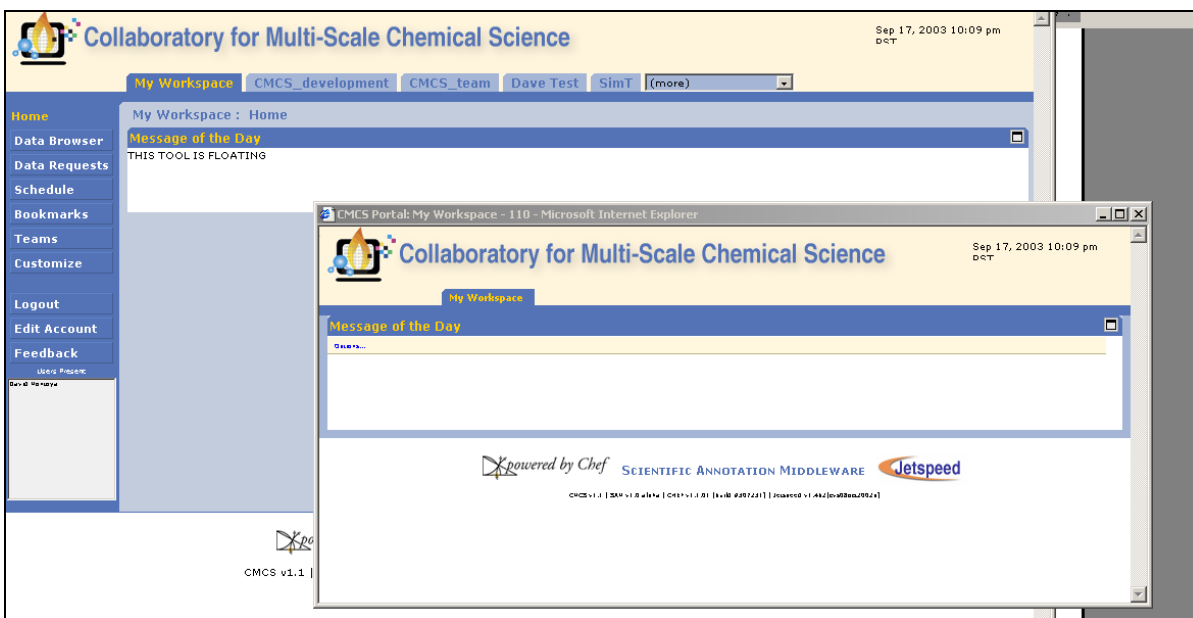 Collaboratory for Multi-Scale Chemical Science
Sep 17, 2003 10:09 pm
My Workspace CMCS_development CMCS_team Dave Test SimT (more)
Home
Data Browser
Data Requests
Schedule
Bookmarks
Teams
Customize
Logout
Edit Account
Feedback
Users Present:
My Workspace : Home
Message of the Day
THIS TOOL IS FLOATING
CMCS v1.1 |
CMCS Portal: My Workspace - 110 - Microsoft Internet Explorer
Collaboratory for Multi-Scale Chemical Science
Sep 17, 2003 10:09 pm
My Workspace
Message of the Day
powered by Chef SCIENTIFIC ANNOTATION MIDDLEWARE Jetspeed